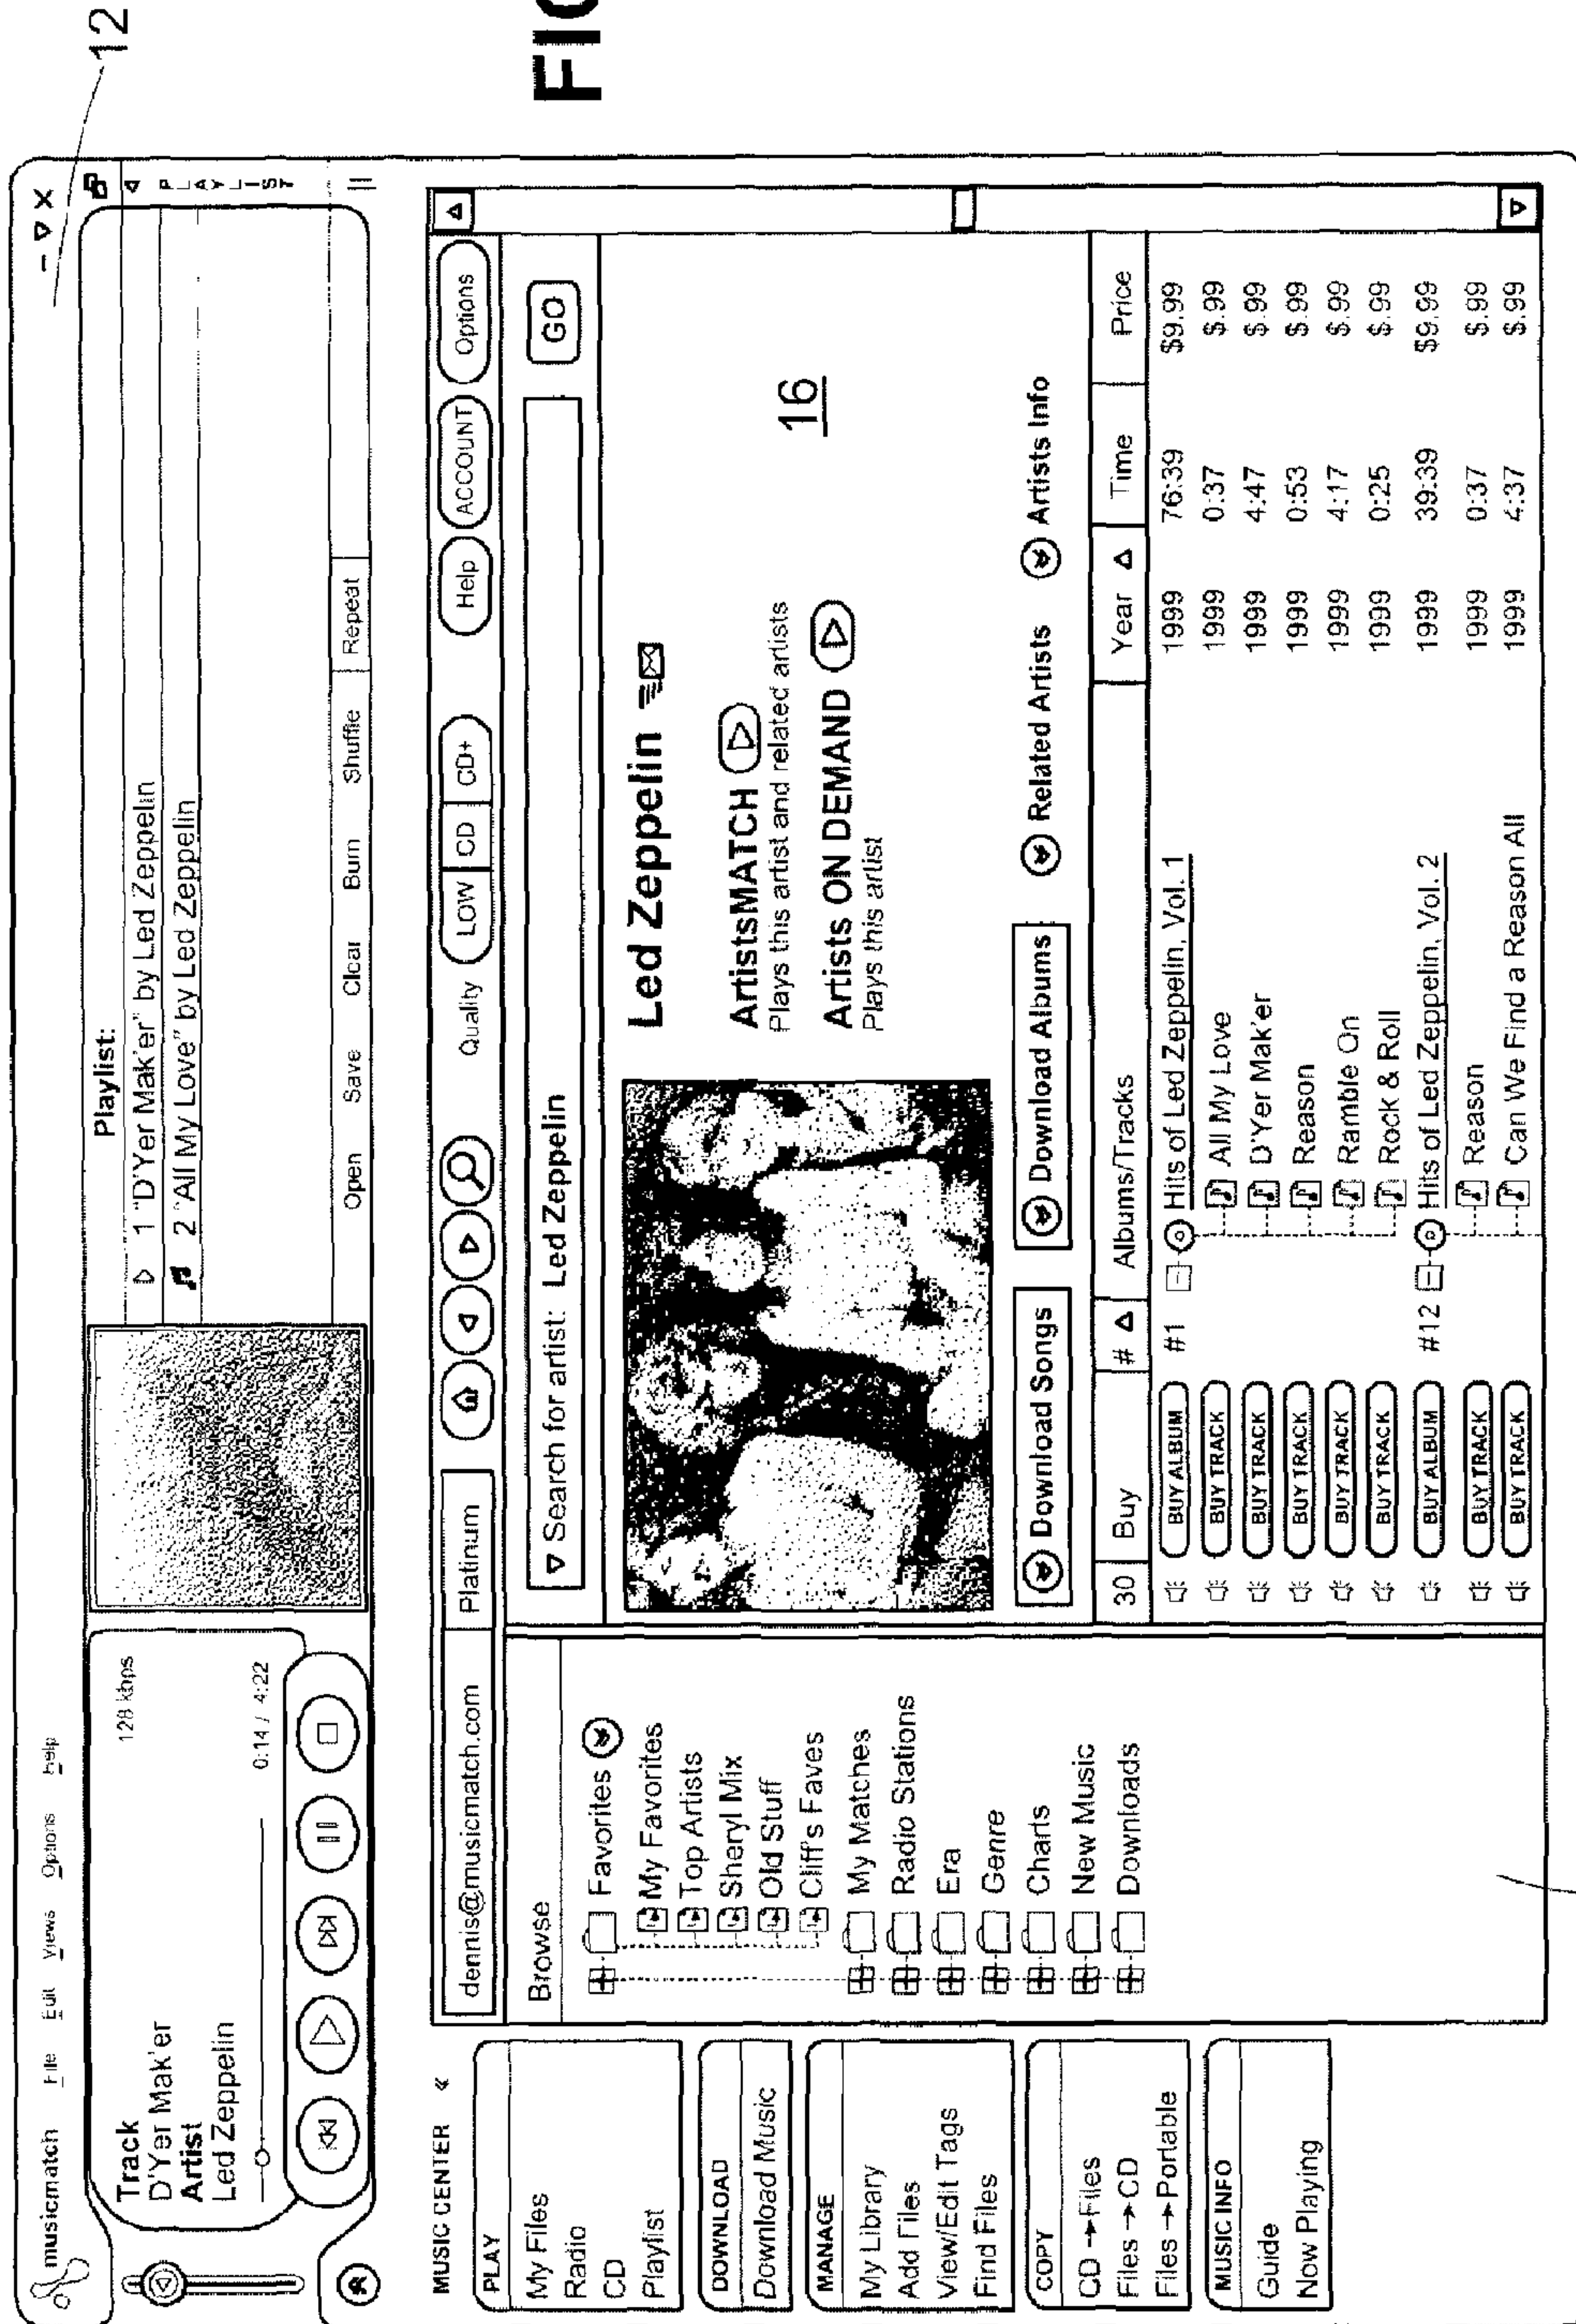 12
FIG
musicmatch File Edit Views Options Help
Track
D'Yer Mak'er
Artist
Led Zeppelin
128 kbps
0:14 / 4:22
Playlist:
1 "D'Yer Mak'er" by Led Zeppelin
2 "All My Love" by Led Zeppelin
Open Save Clear Burn Shuffle Repeat
PLAYLIST
MUSIC CENTER «
PLAY
My Files
Radio
CD
Playlist
DOWNLOAD
Download Music
MANAGE
My Library
Add Files
View/Edit Tags
Find Files
COPY
CD → Files
Files → CD
Files → Portable
MUSIC INFO
Guide
Now Playing
dennis@musicmatch.com Platinum Quality LOW CD CD+ Help ACCOUNT Options
Browse
Favorites
My Favorites
Top Artists
Sheryl Mix
Old Stuff
Cliff's Faves
My Matches
Radio Stations
Era
Genre
Charts
New Music
Downloads
Search for artist: Led Zeppelin GO
Led Zeppelin
ArtistsMATCH
Plays this artist and related artists
Artists ON DEMAND
Plays this artist
16
Download Songs Download Albums Related Artists Artists Info
30 Buy # Albums/Tracks Year Time Price
BUY ALBUM #1 Hits of Led Zeppelin, Vol. 1 1999 76:39 $9.99
BUY TRACK All My Love 1999 0:37 $.99
BUY TRACK D'Yer Mak'er 1999 4:47 $.99
BUY TRACK Reason 1999 0:53 $.99
BUY TRACK Ramble On 1999 4:17 $.99
BUY TRACK Rock & Roll 1999 0:25 $.99
BUY ALBUM #12 Hits of Led Zeppelin, Vol. 2 1999 39:39 $9.99
BUY TRACK Reason 1999 0:37 $.99
BUY TRACK Can We Find a Reason All 1999 4:37 $.99